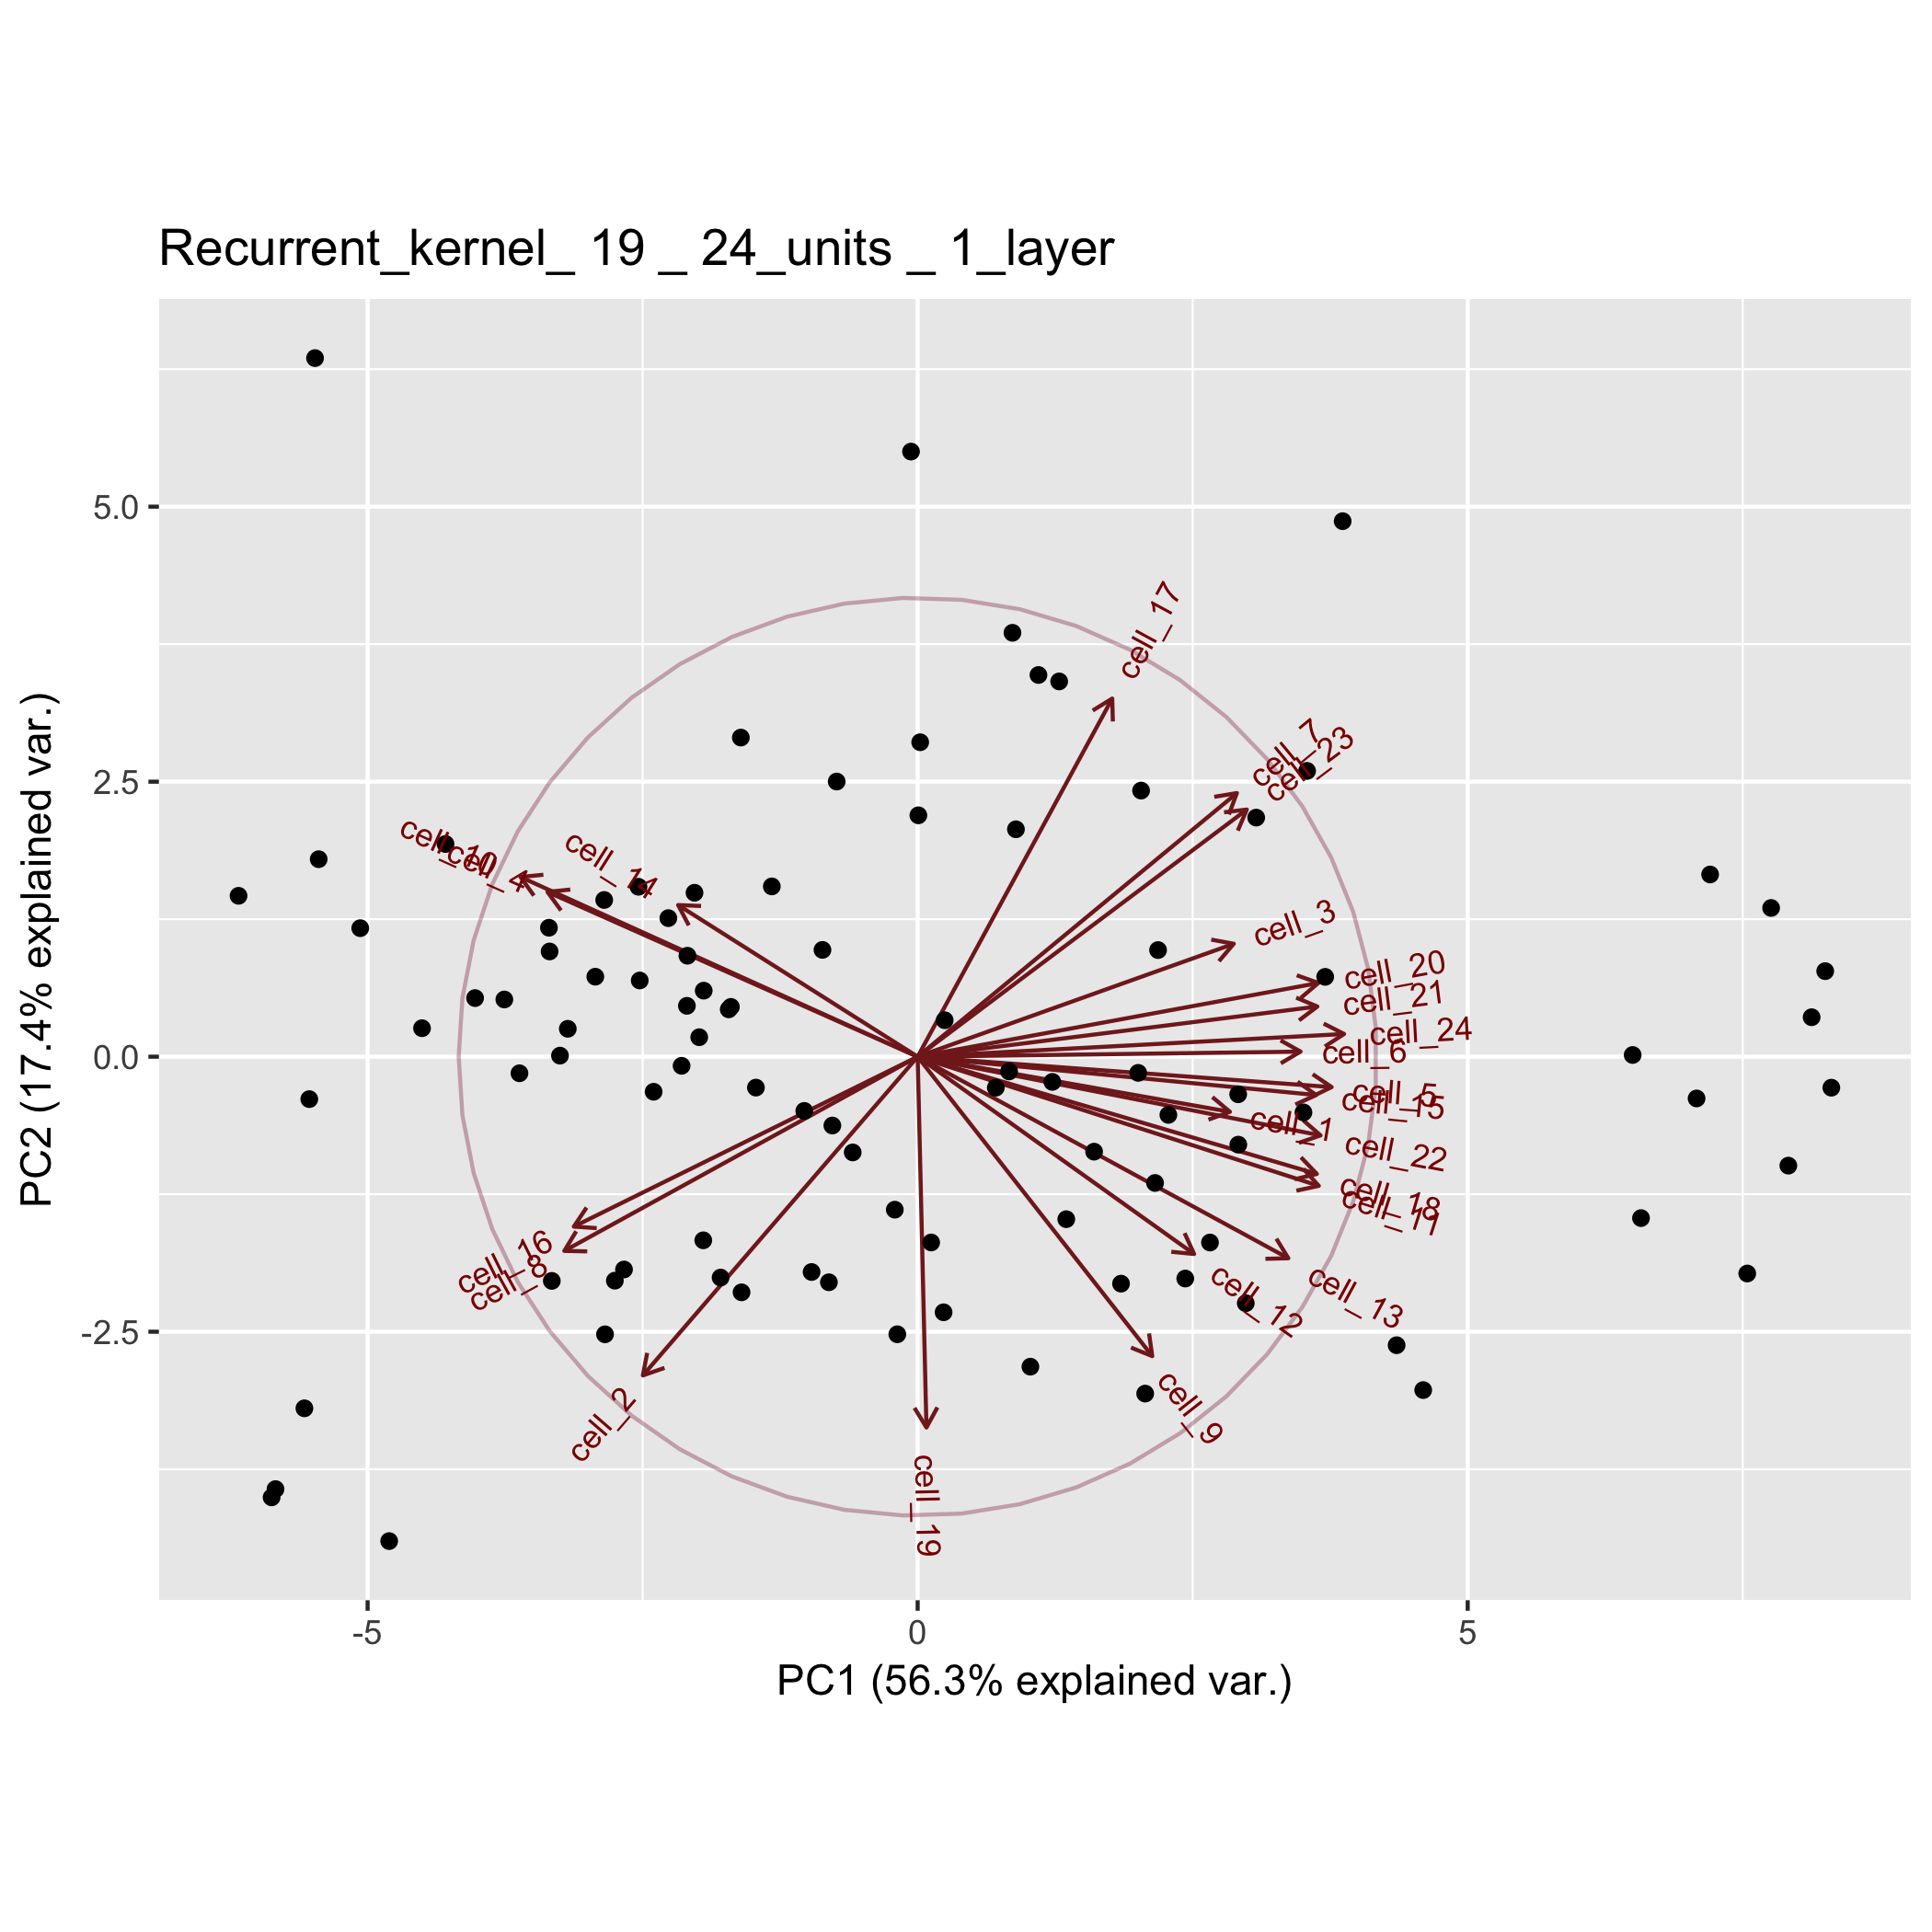 Recurrent_kernel_ 19 _ 24_units _ 1_layer
PC2 (17.4% explained var.)
5.0
2.5
0.0
-2.5
cell_17
cell_7
cell_23
cell_10
cell_4
cell_14
cell_3
cell_20
cell_21
cell_24
cell_6
cell_5
cell_15
cell_1
cell_22
cell_18
cell_11
cell_16
cell_8
cell_12
cell_13
cell_2
cell_9
cell_19
-5
0
5
PC1 (56.3% explained var.)